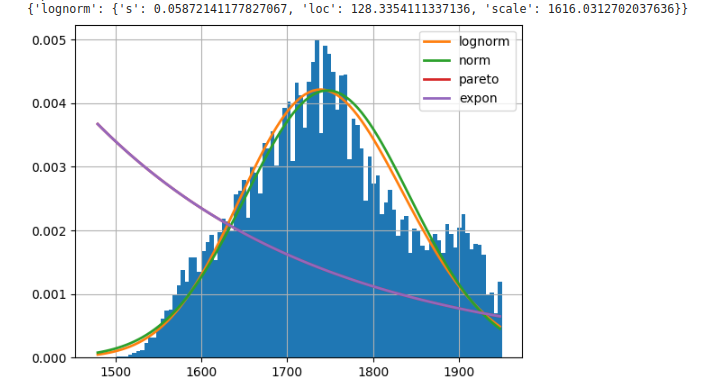 {'lognorm': {'s': 0.05872141177827067, 'loc': 128.3354111337136, 'scale': 1616.0312702037636}}
0.005
0.004
0.003
0.002
0.001
0.000
lognorm
norm
pareto
expon
1500
1600
1700
1800
1900